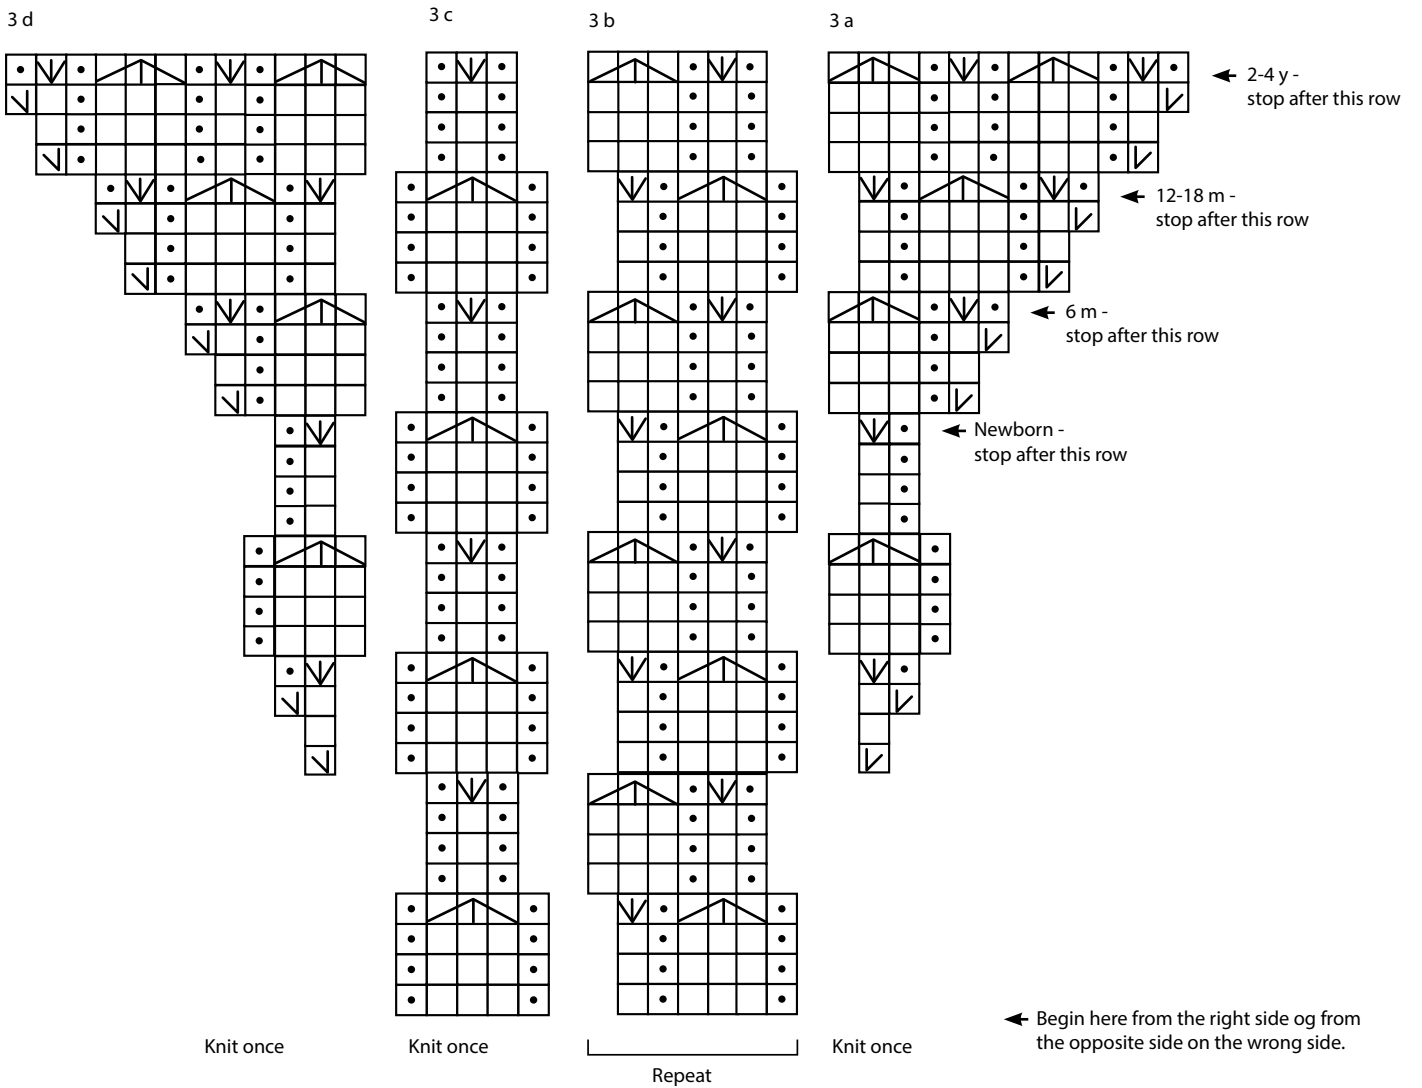 3 d
3 c
3 b
3 a
2-4 y -
stop after this row
12-18 m -
stop after this row
6 m -
stop after this row
Newborn -
stop after this row
Begin here from the right side og from
the opposite side on the wrong side.
Knit once
Knit once
Repeat
Knit once